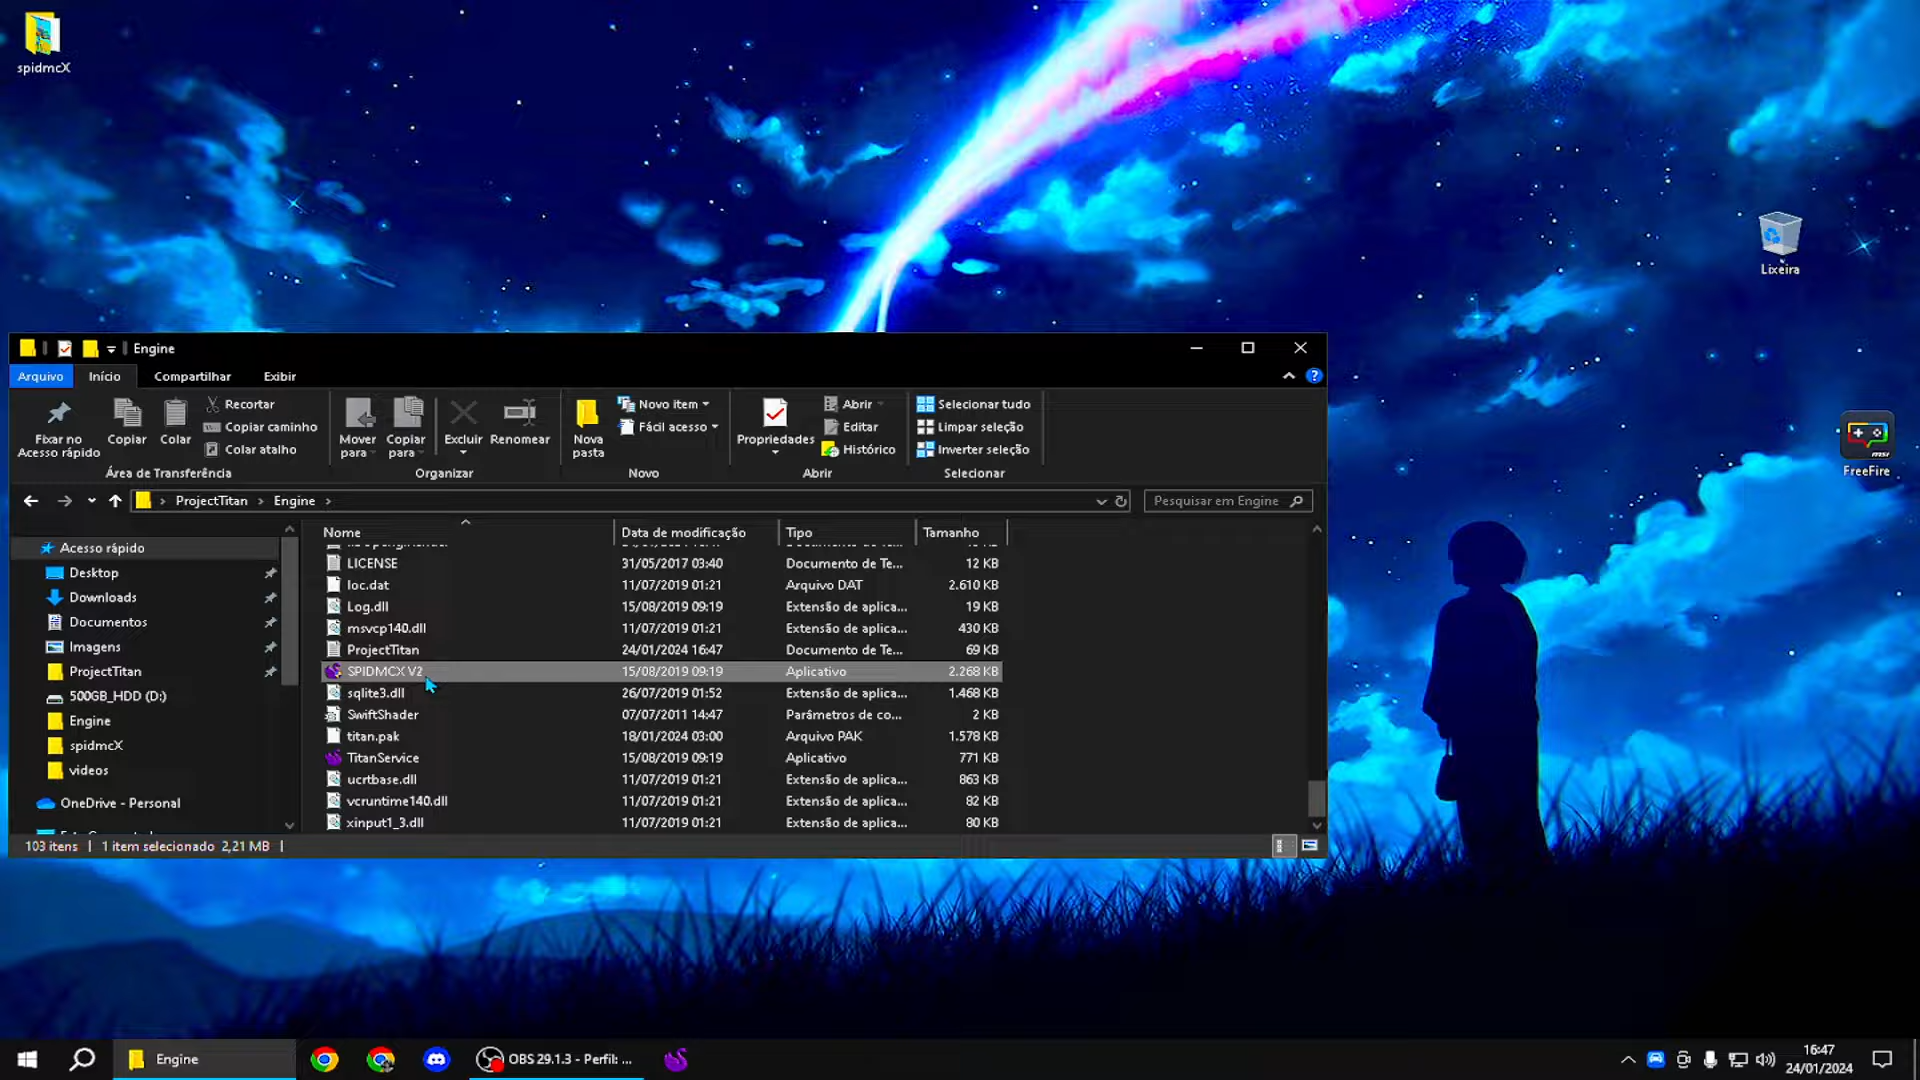 spidmcX
Lixeira
msi
FreeFire
Engine
Arquivo Início Compartilhar Exibir
Fixar no Acesso rápido
Copiar
Colar
Recortar
Copiar caminho
Colar atalho
Área de Transferência
Mover para
Copiar para
Excluir
Renomear
Organizar
Nova pasta
Novo item
Fácil acesso
Novo
Propriedades
Abrir
Editar
Histórico
Abrir
Selecionar tudo
Limpar seleção
Inverter seleção
Selecionar
ProjectTitan > Engine >
Pesquisar em Engine
Acesso rápido
Desktop
Downloads
Documentos
Imagens
ProjectTitan
500GB_HDD (D:)
Engine
spidmcX
videos
OneDrive - Personal
Nome Data de modificação Tipo Tamanho
LICENSE 31/05/2017 03:40 Documento de Te... 12 KB
loc.dat 11/07/2019 01:21 Arquivo DAT 2.610 KB
Log.dll 15/08/2019 09:19 Extensão de aplica... 19 KB
msvcp140.dll 11/07/2019 01:21 Extensão de aplica... 430 KB
ProjectTitan 24/01/2024 16:47 Documento de Te... 69 KB
SPIDMCX V2 15/08/2019 09:19 Aplicativo 2.268 KB
sqlite3.dll 26/07/2019 01:52 Extensão de aplica... 1.468 KB
SwiftShader 07/07/2011 14:47 Parâmetros de co... 2 KB
titan.pak 18/01/2024 03:00 Arquivo PAK 1.578 KB
TitanService 15/08/2019 09:19 Aplicativo 771 KB
ucrtbase.dll 11/07/2019 01:21 Extensão de aplica... 863 KB
vcruntime140.dll 11/07/2019 01:21 Extensão de aplica... 82 KB
xinput1_3.dll 11/07/2019 01:21 Extensão de aplica... 80 KB
103 itens | 1 item selecionado 2,21 MB |
Engine
OBS 29.1.3 - Perfil: ...
16:47
24/01/2024